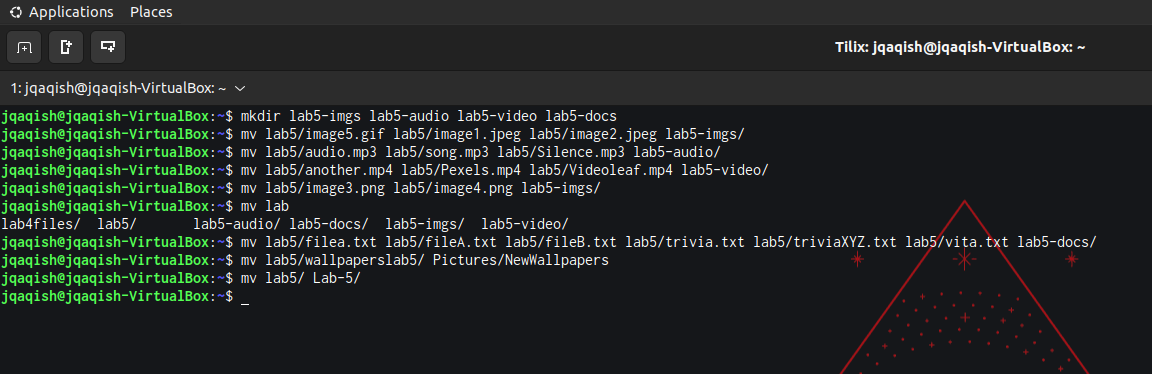 Applications Places
Tilix: jqaqish@jqaqish-VirtualBox: ~
1: jqaqish@jqaqish-VirtualBox: ~
jqaqish@jqaqish-VirtualBox:~$ mkdir lab5-imgs lab5-audio lab5-video lab5-docs
jqaqish@jqaqish-VirtualBox:~$ mv lab5/image5.gif lab5/image1.jpeg lab5/image2.jpeg lab5-imgs/
jqaqish@jqaqish-VirtualBox:~$ mv lab5/audio.mp3 lab5/song.mp3 lab5/Silence.mp3 lab5-audio/
jqaqish@jqaqish-VirtualBox:~$ mv lab5/another.mp4 lab5/Pexels.mp4 lab5/Videoleaf.mp4 lab5-video/
jqaqish@jqaqish-VirtualBox:~$ mv lab5/image3.png lab5/image4.png lab5-imgs/
jqaqish@jqaqish-VirtualBox:~$ mv lab
lab4files/  lab5/       lab5-audio/ lab5-docs/  lab5-imgs/  lab5-video/
jqaqish@jqaqish-VirtualBox:~$ mv lab5/filea.txt lab5/fileA.txt lab5/fileB.txt lab5/trivia.txt lab5/triviaXYZ.txt lab5/vita.txt lab5-docs/
jqaqish@jqaqish-VirtualBox:~$ mv lab5/wallpaperslab5/ Pictures/NewWallpapers
jqaqish@jqaqish-VirtualBox:~$ mv lab5/ Lab-5/
jqaqish@jqaqish-VirtualBox:~$ _